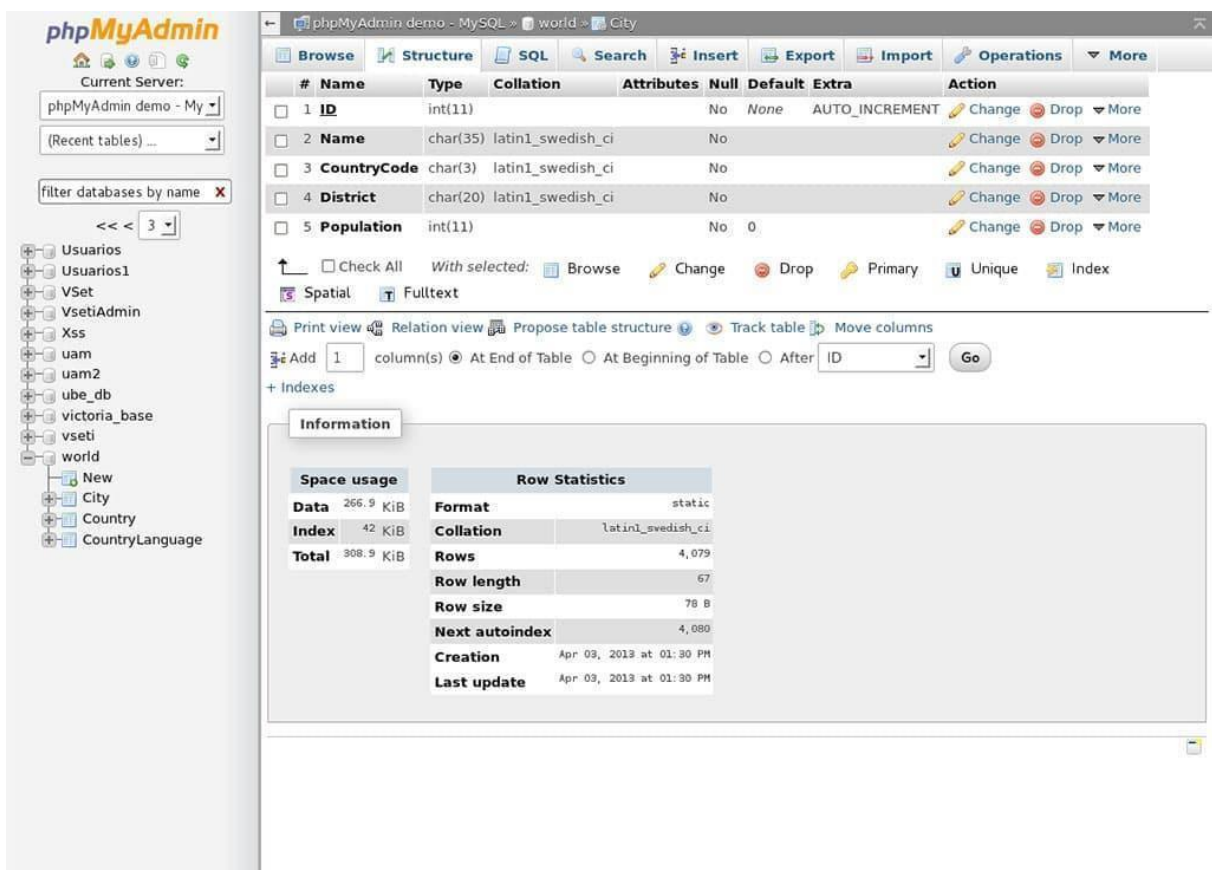 phpMyAdmin
Current Server:
phpMyAdmin demo - My
(Recent tables) ...
filter databases by name X
<< < 3
Usuarios
Usuarios1
VSet
VsetiAdmin
Xss
uam
uam2
ube_db
victoria_base
vseti
world
New
City
Country
CountryLanguage
phpMyAdmin demo - MySQL » world » City
Browse Structure SQL Search Insert Export Import Operations More
# Name Type Collation Attributes Null Default Extra Action
1 ID int(11) No None AUTO_INCREMENT Change Drop More
2 Name char(35) latin1_swedish_ci No Change Drop More
3 CountryCode char(3) latin1_swedish_ci No Change Drop More
4 District char(20) latin1_swedish_ci No Change Drop More
5 Population int(11) No 0 Change Drop More
Check All With selected: Browse Change Drop Primary Unique Index
Spatial Fulltext
Print view Relation view Propose table structure Track table Move columns
Add 1 column(s) At End of Table At Beginning of Table After ID Go
+ Indexes
Information
Space usage
Data 266.9 KiB
Index 42 KiB
Total 308.9 KiB
Row Statistics
Format static
Collation latin1_swedish_ci
Rows 4,079
Row length 67
Row size 78 B
Next autoindex 4,080
Creation Apr 03, 2013 at 01:30 PM
Last update Apr 03, 2013 at 01:30 PM